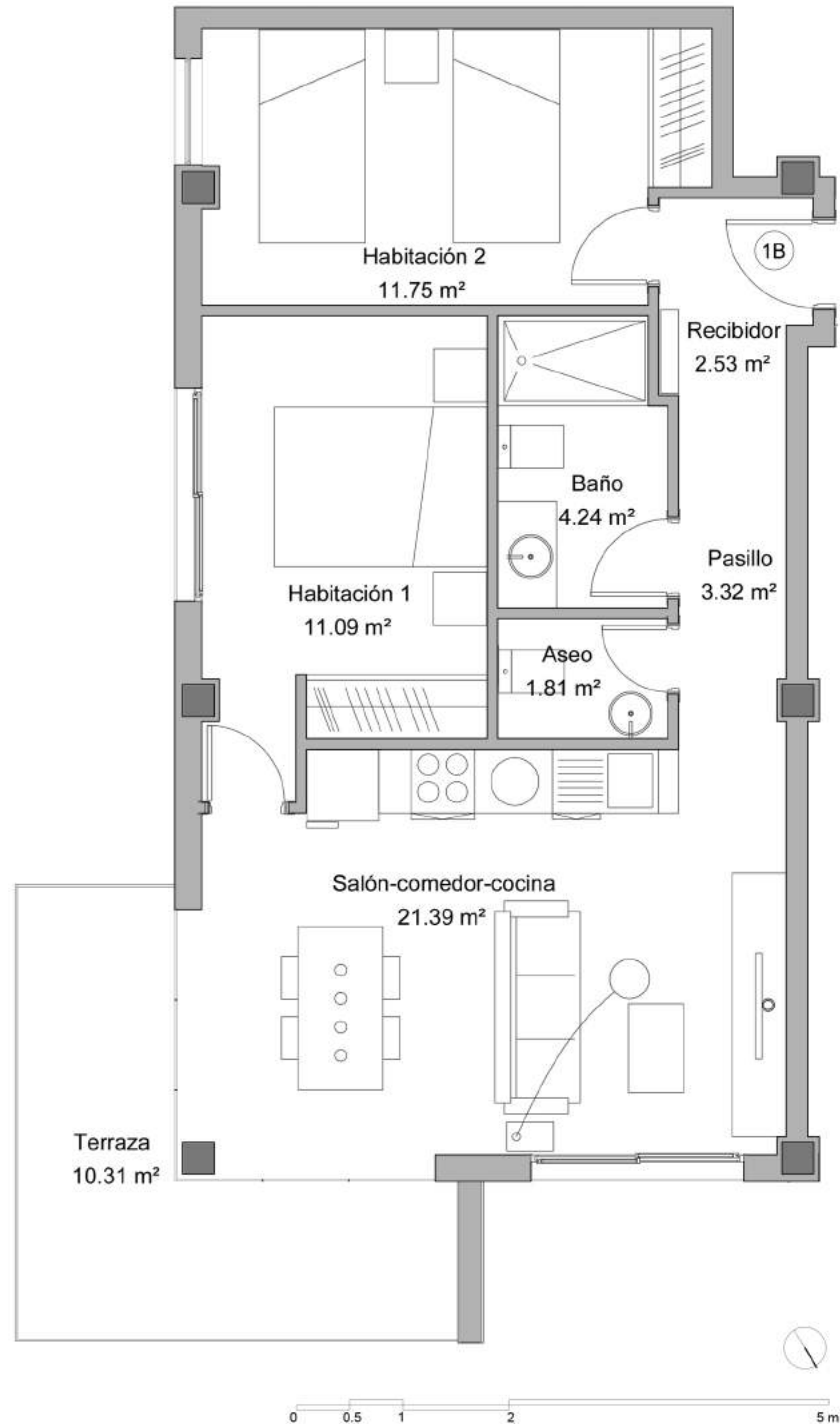 Habitación 2
11.75 m²
1B
Recibidor
2.53 m²
Baño
4.24 m²
Pasillo
3.32 m²
Habitación 1
11.09 m²
Aseo
1.81 m²
Salón-comedor-cocina
21.39 m²
Terraza
10.31 m²
0 0.5 1 2 5 m